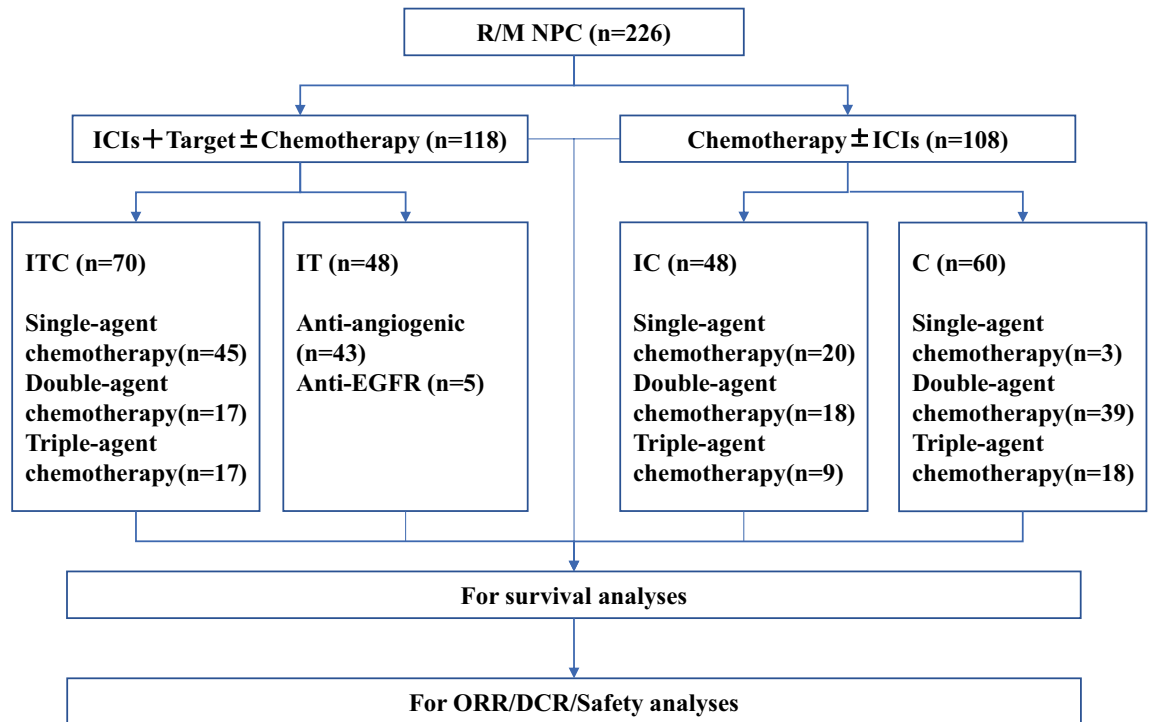 R/M NPC (n=226)
ICIs+Target±Chemotherapy (n=118)
Chemotherapy±ICIs (n=108)
ITC (n=70)
Single-agent
chemotherapy(n=45)
Double-agent
chemotherapy(n=17)
Triple-agent
chemotherapy(n=17)
IT (n=48)
Anti-angiogenic
(n=43)
Anti-EGFR (n=5)
IC (n=48)
Single-agent
chemotherapy(n=20)
Double-agent
chemotherapy(n=18)
Triple-agent
chemotherapy(n=9)
C (n=60)
Single-agent
chemotherapy(n=3)
Double-agent
chemotherapy(n=39)
Triple-agent
chemotherapy(n=18)
For survival analyses
For ORR/DCR/Safety analyses